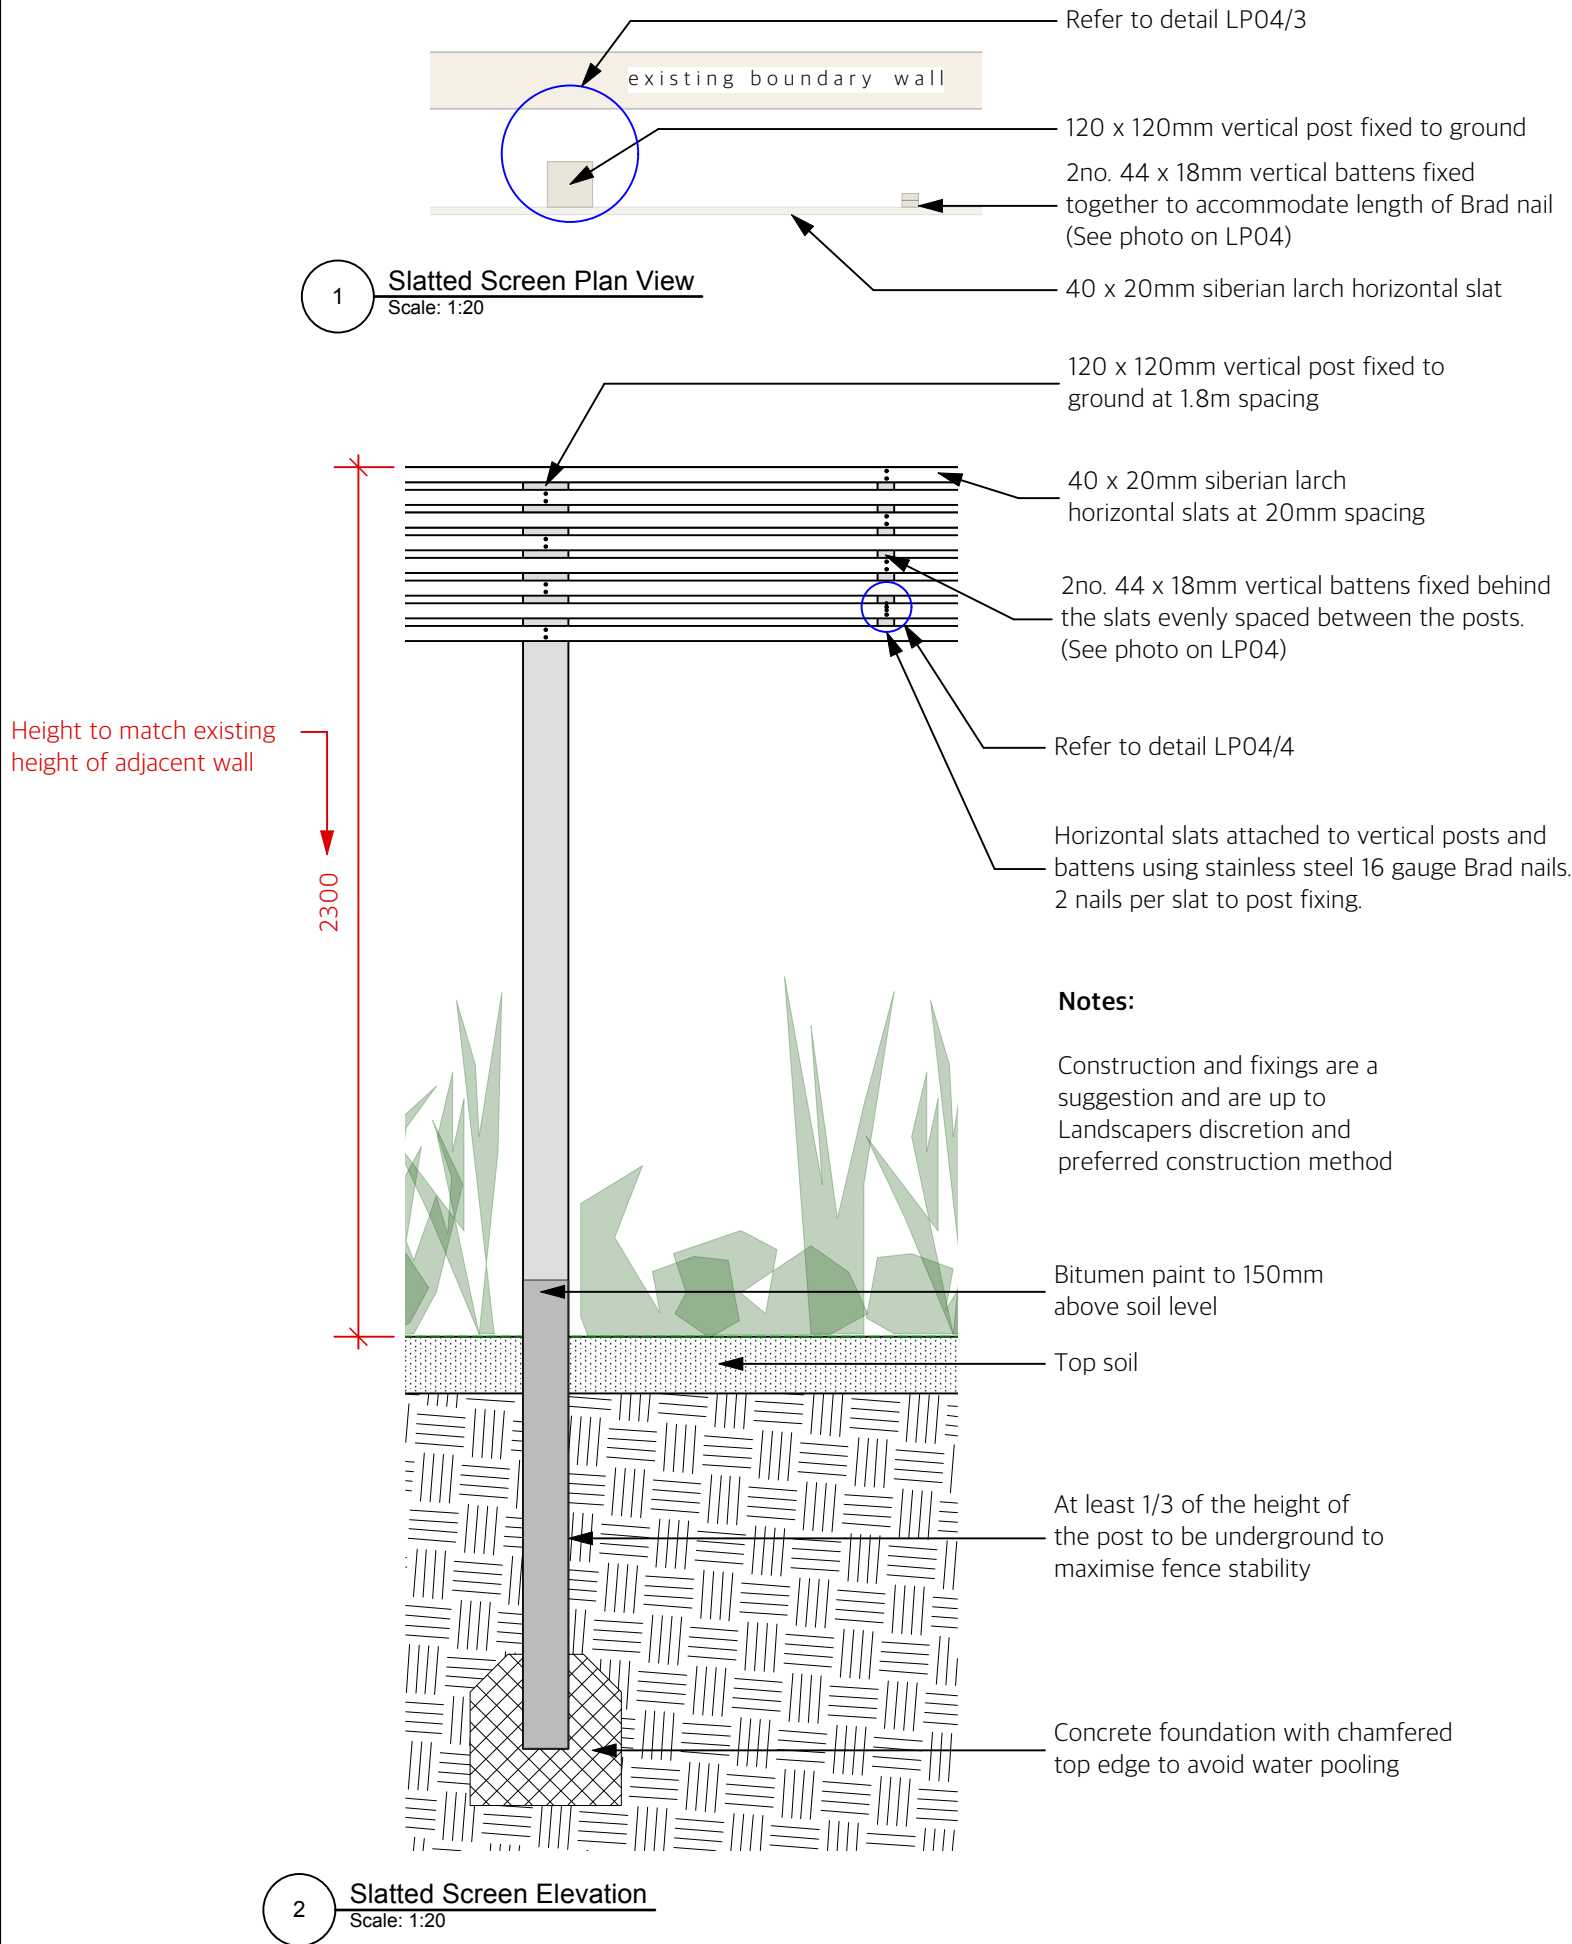 Refer to detail LP04/3
existing boundary wall
120 x 120mm vertical post fixed to ground
2no. 44 x 18mm vertical battens fixed
together to accommodate length of Brad nail
(See photo on LP04)
40 x 20mm siberian larch horizontal slat
1
Slatted Screen Plan View
Scale: 1:20
120 x 120mm vertical post fixed to
ground at 1.8m spacing
40 x 20mm siberian larch
horizontal slats at 20mm spacing
2no. 44 x 18mm vertical battens fixed behind
the slats evenly spaced between the posts.
(See photo on LP04)
Height to match existing
height of adjacent wall
2300
Refer to detail LP04/4
Horizontal slats attached to vertical posts and
battens using stainless steel 16 gauge Brad nails.
2 nails per slat to post fixing.
Notes:
Construction and fixings are a
suggestion and are up to
Landscapers discretion and
preferred construction method
Bitumen paint to 150mm
above soil level
Top soil
At least 1/3 of the height of
the post to be underground to
maximise fence stability
Concrete foundation with chamfered
top edge to avoid water pooling
2
Slatted Screen Elevation
Scale: 1:20